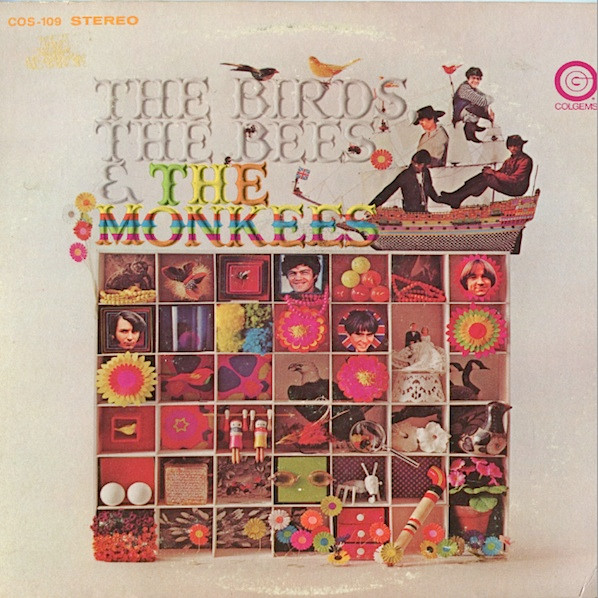 COS-109 STEREO
THE BIRDS,
THE BEES
& THE
MONKEES
COLGEMS